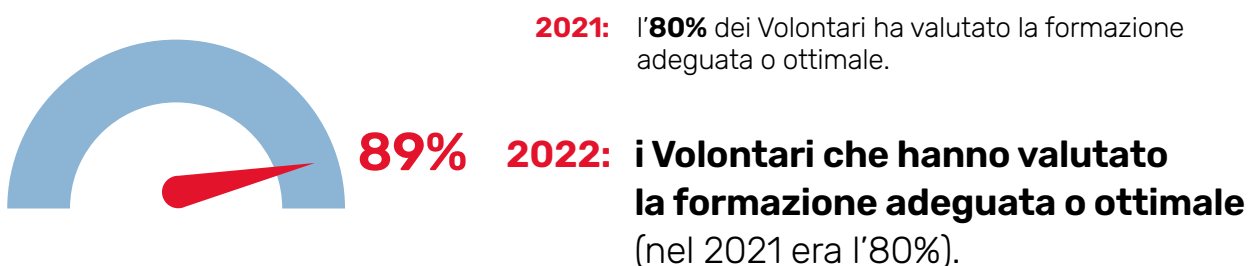 2021: l'80% dei Volontari ha valutato la formazione
adeguata o ottimale.
89% 2022: i Volontari che hanno valutato
la formazione adeguata o ottimale
(nel 2021 era l'80%).